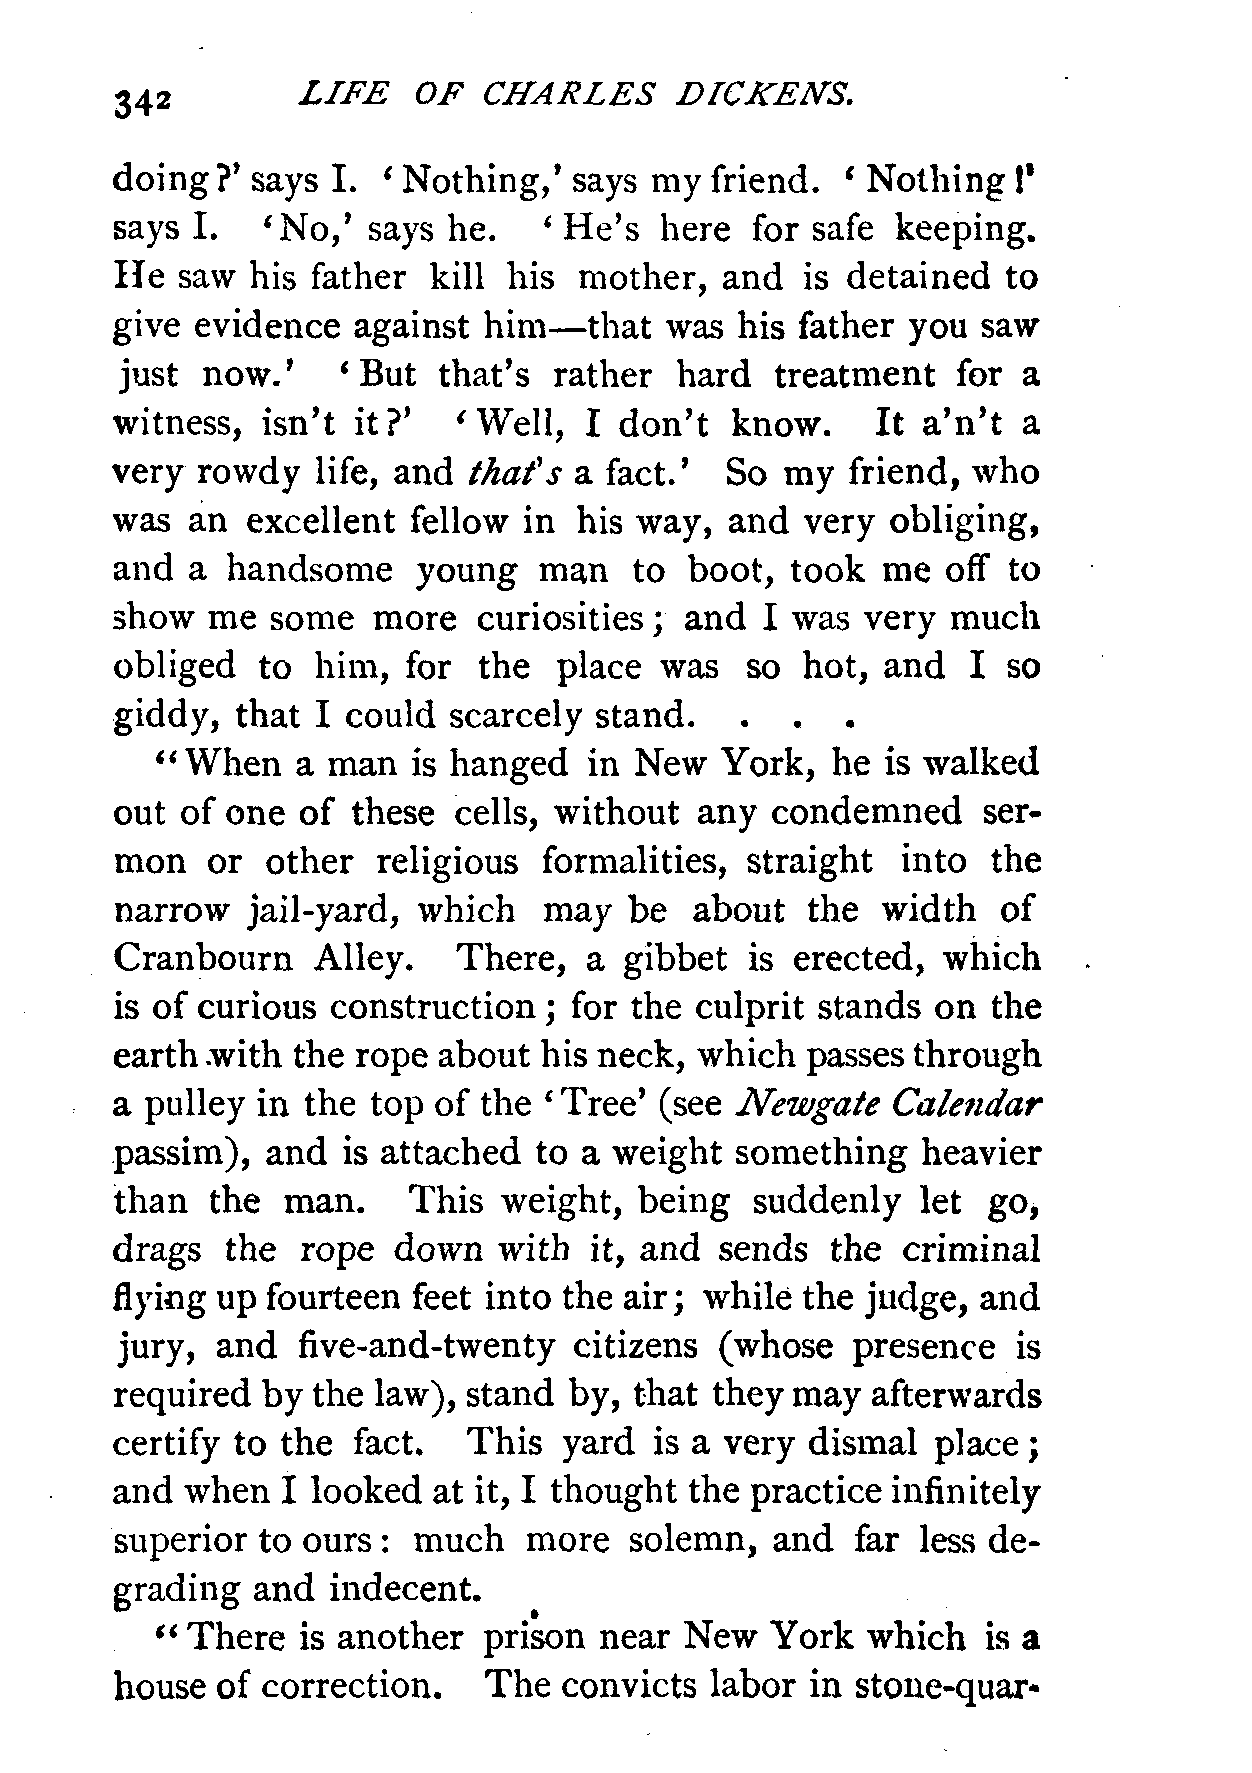 342 LIFE OF CHARLES DICKENS.
doing?' says I. 'Nothing,' says my friend. 'Nothing!'
says I. 'No,' says he. 'He's here for safe keeping.
He saw his father kill his mother, and is detained to
give evidence against him—that was his father you saw
just now.' 'But that's rather hard treatment for a
witness, isn't it?' 'Well, I don't know. It a'n't a
very rowdy life, and that's a fact.' So my friend, who
was an excellent fellow in his way, and very obliging,
and a handsome young man to boot, took me off to
show me some more curiosities; and I was very much
obliged to him, for the place was so hot, and I so
giddy, that I could scarcely stand. . . .
"When a man is hanged in New York, he is walked
out of one of these cells, without any condemned ser-
mon or other religious formalities, straight into the
narrow jail-yard, which may be about the width of
Cranbourn Alley. There, a gibbet is erected, which
is of curious construction; for the culprit stands on the
earth with the rope about his neck, which passes through
a pulley in the top of the 'Tree' (see Newgate Calendar
passim), and is attached to a weight something heavier
than the man. This weight, being suddenly let go,
drags the rope down with it, and sends the criminal
flying up fourteen feet into the air; while the judge, and
jury, and five-and-twenty citizens (whose presence is
required by the law), stand by, that they may afterwards
certify to the fact. This yard is a very dismal place;
and when I looked at it, I thought the practice infinitely
superior to ours: much more solemn, and far less de-
grading and indecent.
"There is another prison near New York which is a
house of correction. The convicts labor in stone-quar-